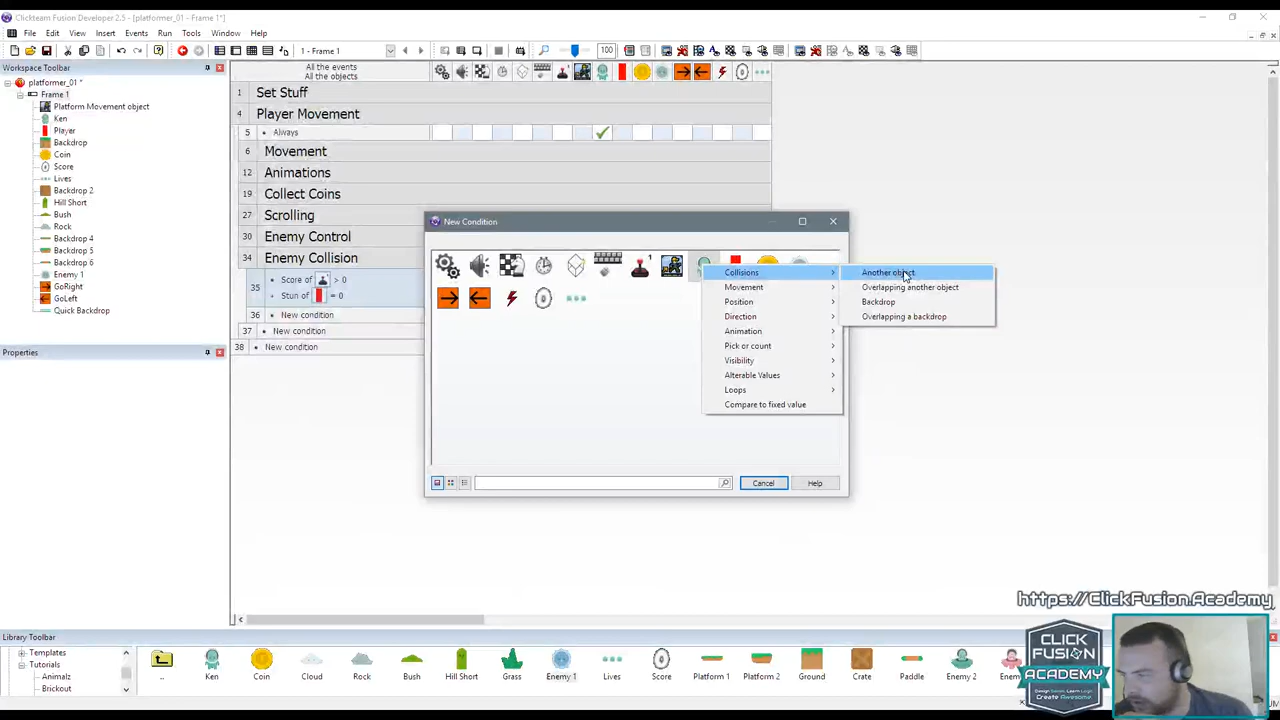 Clickteam Fusion Developer 2.5 - [platformer_01 - Frame 1*]
File Edit View Insert Events Run Tools Window Help
1 - Frame 1
100
Workspace Toolbar
platformer_01 *
Frame 1
Platform Movement object
Ken
Player
Backdrop
Coin
Score
Lives
Backdrop 2
Hill Short
Bush
Rock
Backdrop 4
Backdrop 5
Backdrop 6
Enemy 1
GoRight
GoLeft
Quick Backdrop
Properties
All the events
All the objects
1 Set Stuff
4 Player Movement
5 • Always
6 Movement
12 Animations
19 Collect Coins
27 Scrolling
30 Enemy Control
34 Enemy Collision
35 • Score of 1 > 0
• Stun of = 0
36 • New condition
37 • New condition
38 • New condition
New Condition
Collisions
Movement
Position
Direction
Animation
Pick or count
Visibility
Alterable Values
Loops
Compare to fixed value
Another object
Overlapping another object
Backdrop
Overlapping a backdrop
Cancel
Help
https://ClickFusion.Academy
Library Toolbar
Templates
Tutorials
Animalz
Brickout
..
Ken
Coin
Cloud
Rock
Bush
Hill Short
Grass
Enemy 1
Lives
Score
Platform 1
Platform 2
Ground
Crate
Paddle
Enemy 2
CLICK
FUSION
ACADEMY